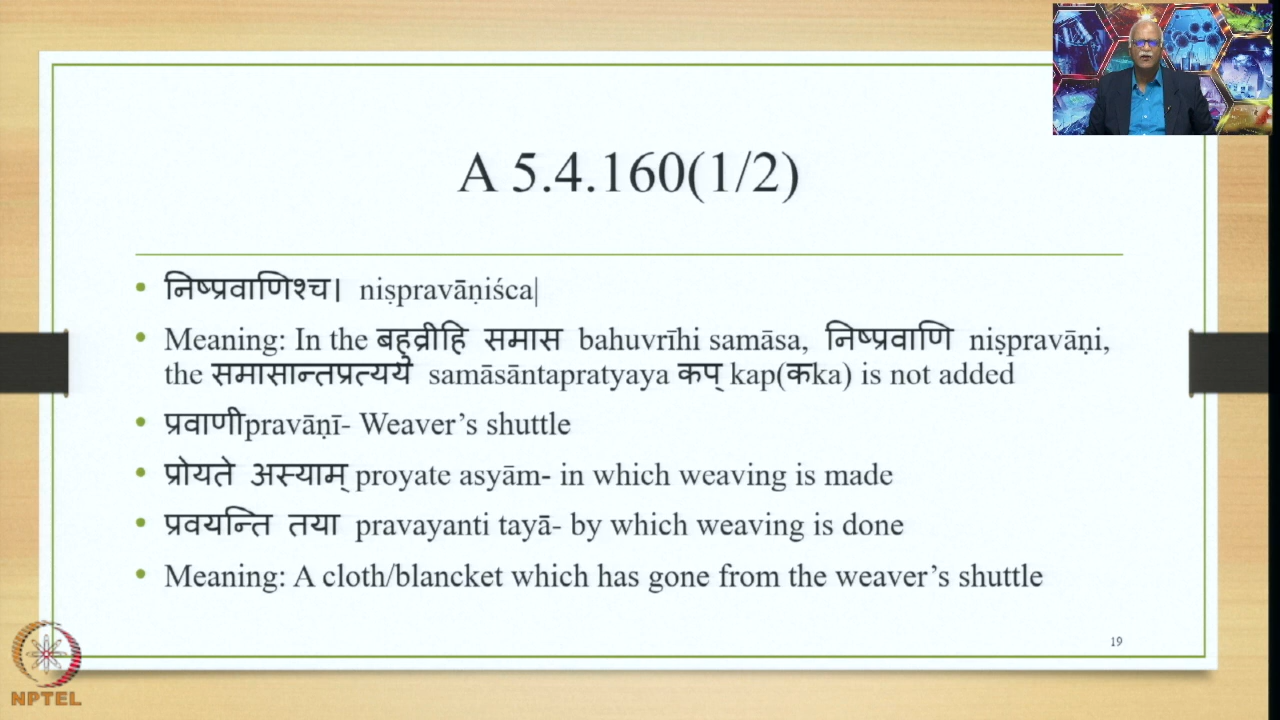 A 5.4.160(1/2)
• निष्प्रवाणिश्च। niṣpravāṇiśca|
• Meaning: In the बहुव्रीहि समास bahuvrīhi samāsa, निष्प्रवाणि niṣpravāṇi,
the समासान्तप्रत्यय samāsāntapratyaya कप् kap(कka) is not added
• प्रवाणीpravāṇī- Weaver’s shuttle
• प्रोयते अस्याम् proyate asyām- in which weaving is made
• प्रवयन्ति तया pravayanti tayā- by which weaving is done
• Meaning: A cloth/blancket which has gone from the weaver’s shuttle
19
NPTEL